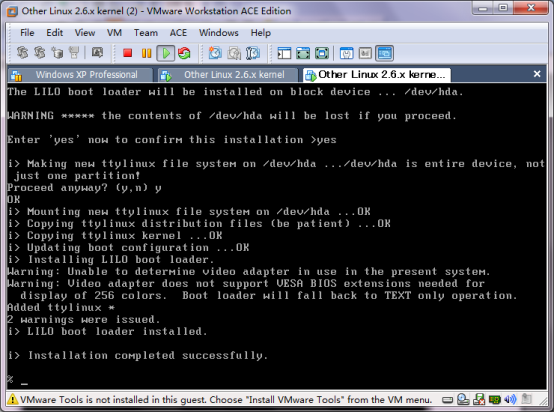 Other Linux 2.6.x kernel (2) - VMware Workstation ACE Edition
File Edit View VM Team ACE Windows Help
Windows XP Professional Other Linux 2.6.x kernel Other Linux 2.6.x kerne...
The LILO boot loader will be installed on block device ... /dev/hda.
WARNING ***** the contents of /dev/hda will be lost if you proceed.
Enter 'yes' now to confirm this installation >yes
i> Making new ttylinux file system on /dev/hda .../dev/hda is entire device, not
just one partition!
Proceed anyway? (y,n) y
OK
i> Mounting new ttylinux file system on /dev/hda ...OK
i> Copying ttylinux distribution files (be patient) ...OK
i> Copying ttylinux kernel ...OK
i> Updating boot configuration ...OK
i> Installing LILO boot loader.
Warning: Unable to determine video adapter in use in the present system.
Warning: Video adapter does not support VESA BIOS extensions needed for
display of 256 colors. Boot loader will fall back to TEXT only operation.
Added ttylinux *
2 warnings were issued.
i> LILO boot loader installed.
i> Installation completed successfully.
% _
VMware Tools is not installed in this guest. Choose "Install VMware Tools" from the VM menu.